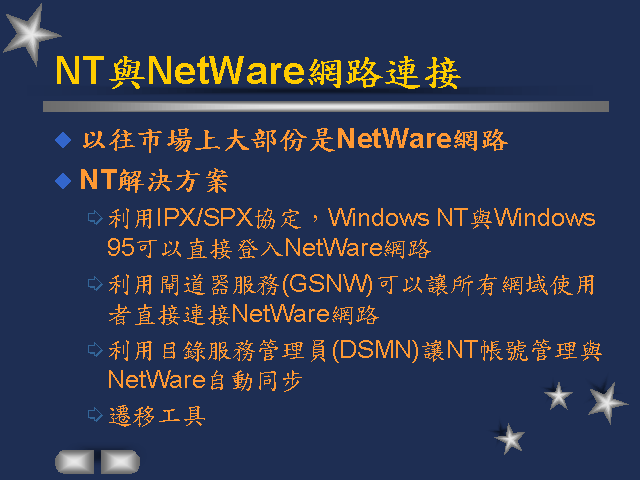 NT與NetWare網路連接
以往市場上大部份是NetWare網路
NT解決方案
利用IPX/SPX協定，Windows NT與Windows
95可以直接登入NetWare網路
利用閘道器服務(GSNW)可以讓所有網域使用
者直接連接NetWare網路
利用目錄服務管理員(DSMN)讓NT帳號管理與
NetWare自動同步
遷移工具